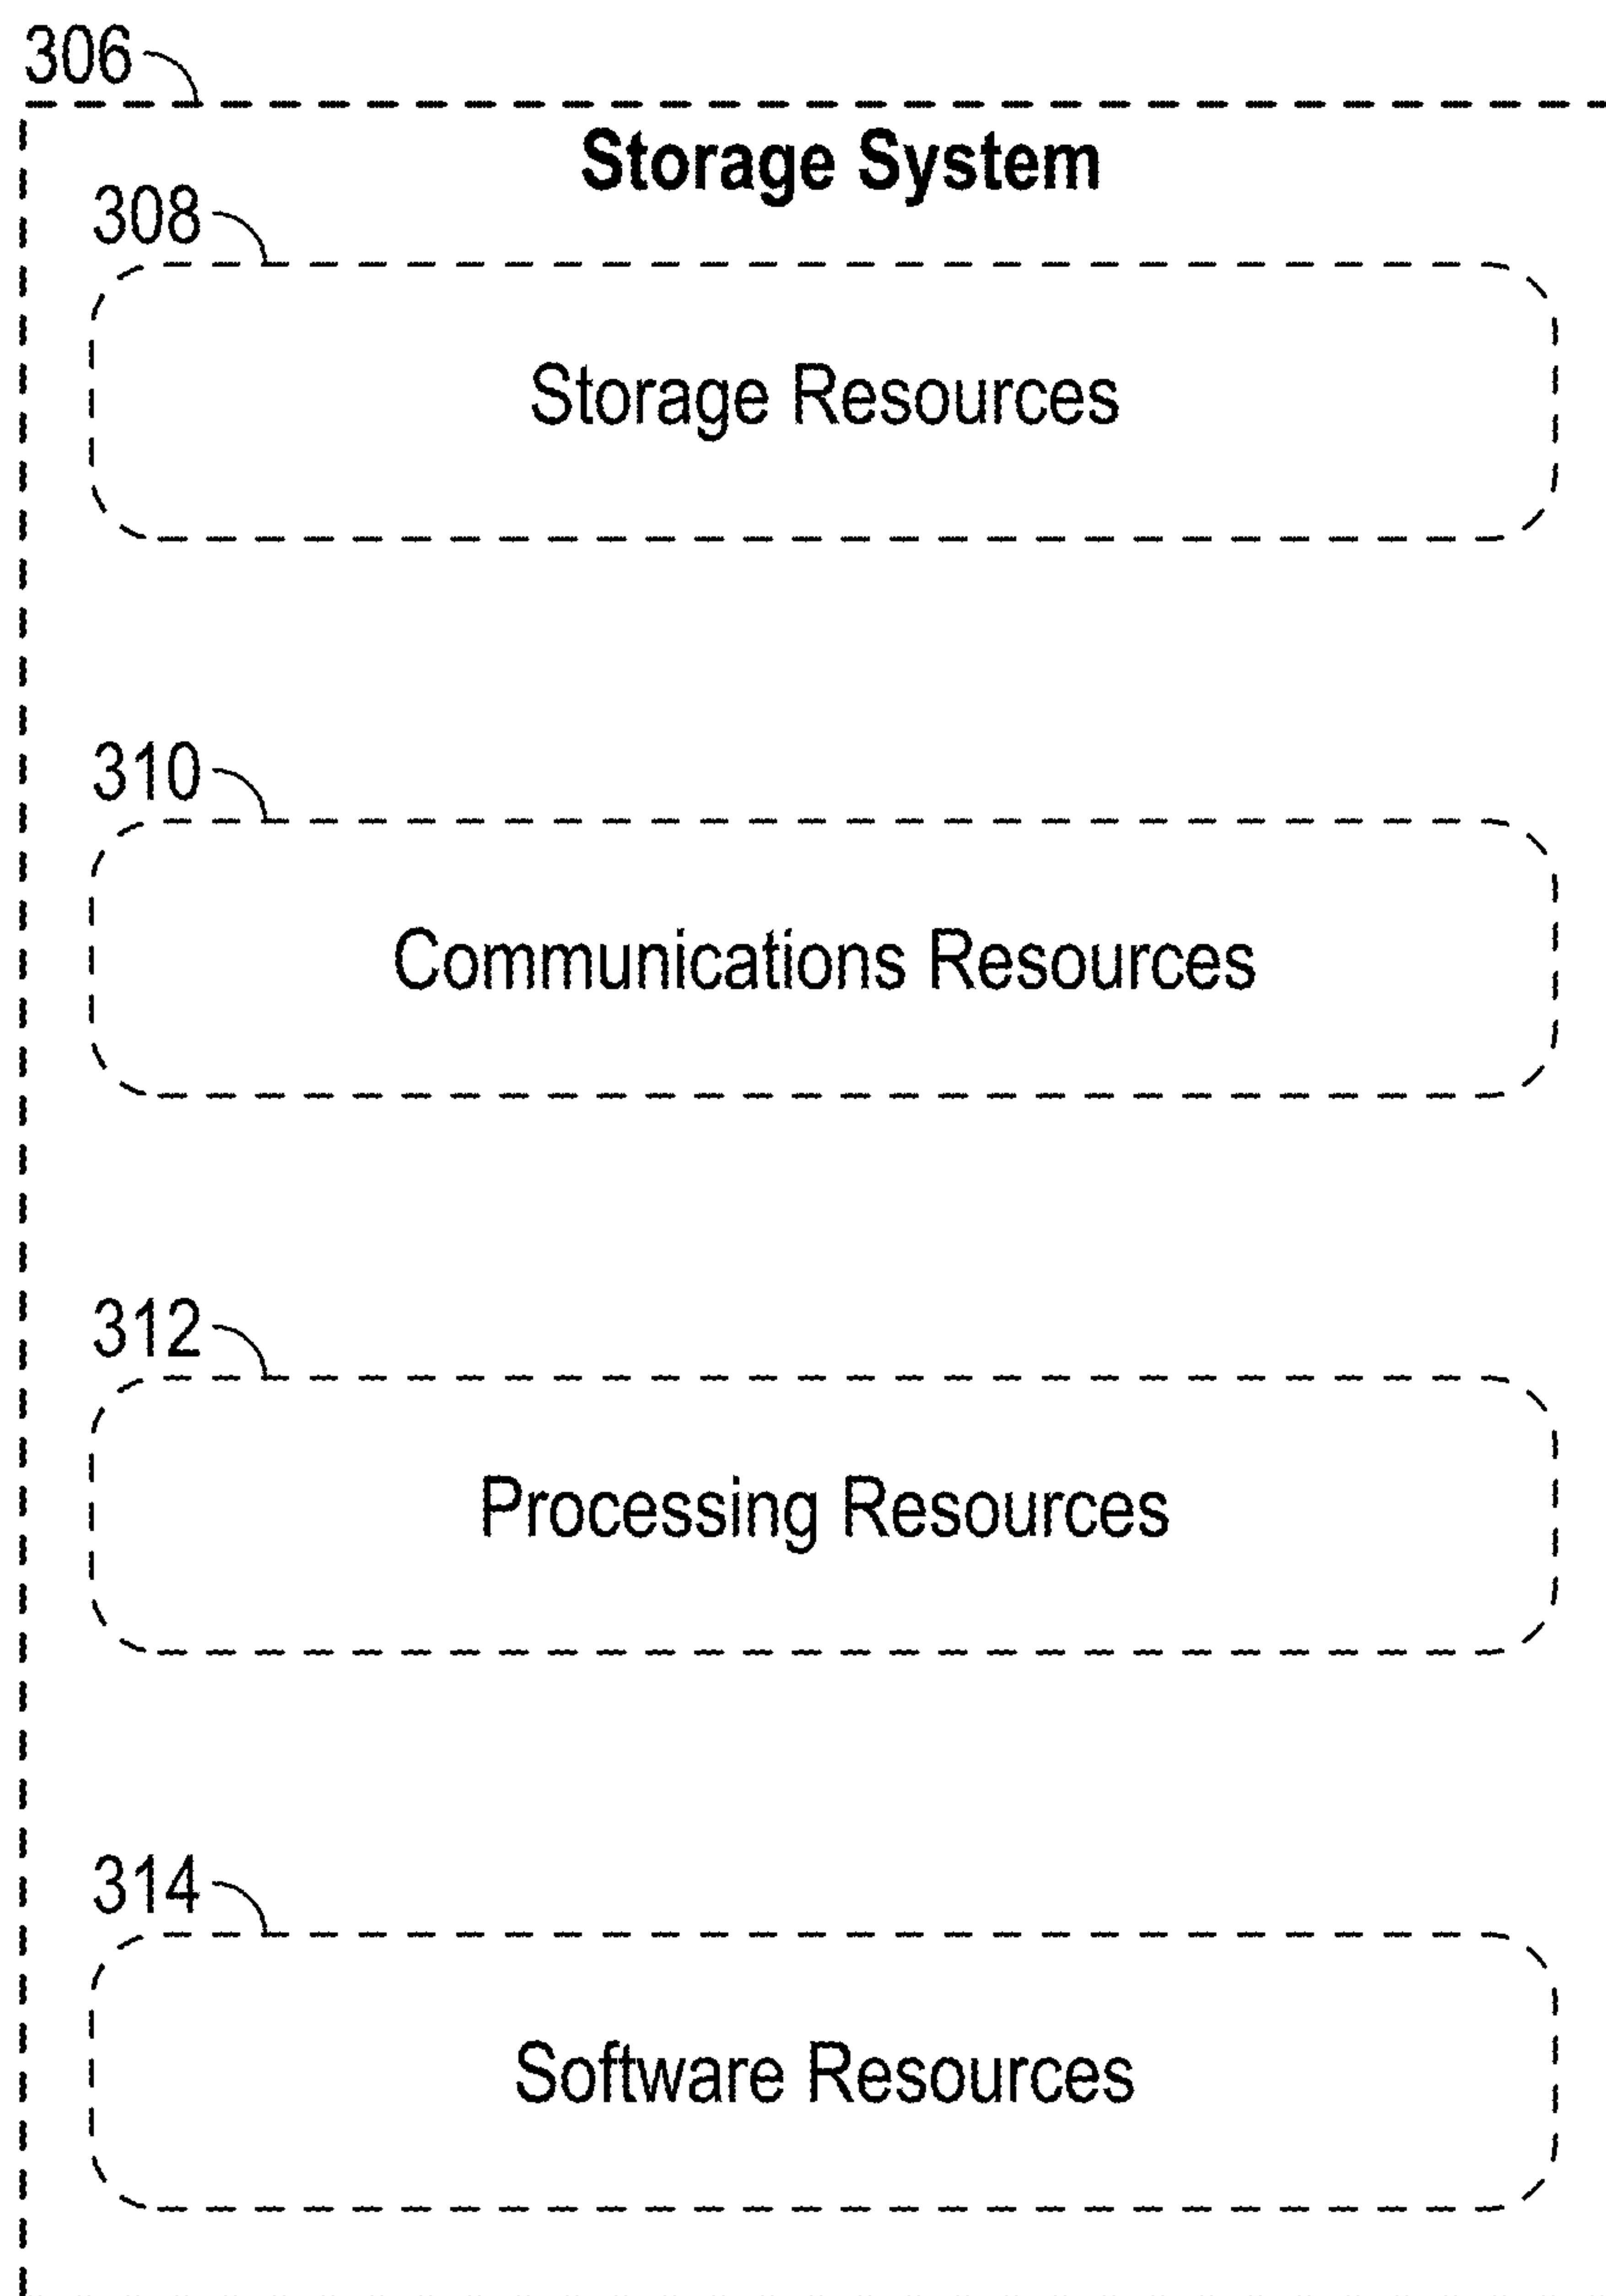 306
Storage System
308
Storage Resources
310
Communications Resources
312
Processing Resources
314
Software Resources